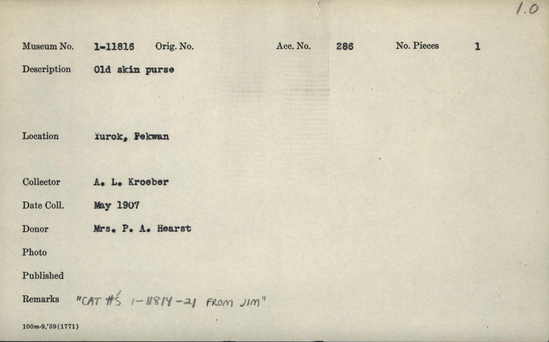 1.0
Museum No. 1-11816 Orig. No. Acc. No. 286 No. Pieces 1
Description Old skin purse
Location Yurok, Pekwan
Collector A. L. Kroeber
Date Coll. May 1907
Donor Mrs. P. A. Hearst
Photo
Published
Remarks "CAT #'S 1-11814-21 FROM JIM"
100m-9,'39(1771)